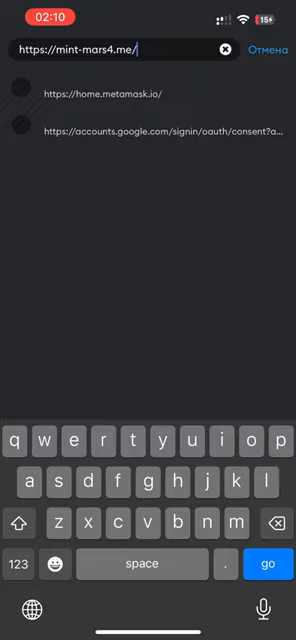 02:10
15
https://mint-mars4.me/
Отмена
https://home.metamask.io/
https://accounts.google.com/signin/oauth/consent?a...
q w e r t y u i o p
a s d f g h j k l
z x c v b n m
123 space . go